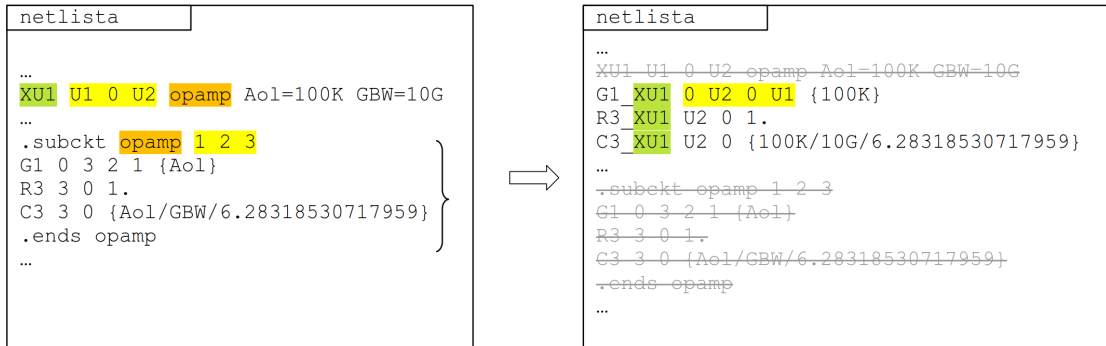 netlista
…
XU1 U1 0 U2 opamp Aol=100K GBW=10G
…
.subckt opamp 1 2 3
G1 0 3 2 1 {Aol}
R3 3 0 1.
C3 3 0 {Aol/GBW/6.28318530717959}
.ends opamp
…
netlista
…
XU1 U1 0 U2 opamp Aol=100K GBW=10G
G1_XU1 0 U2 0 U1 {100K}
R3_XU1 U2 0 1.
C3_XU1 U2 0 {100K/10G/6.28318530717959}
…
.subckt opamp 1 2 3
G1 0 3 2 1 {Aol}
R3 3 0 1.
C3 3 0 {Aol/GBW/6.28318530717959}
.ends opamp
…